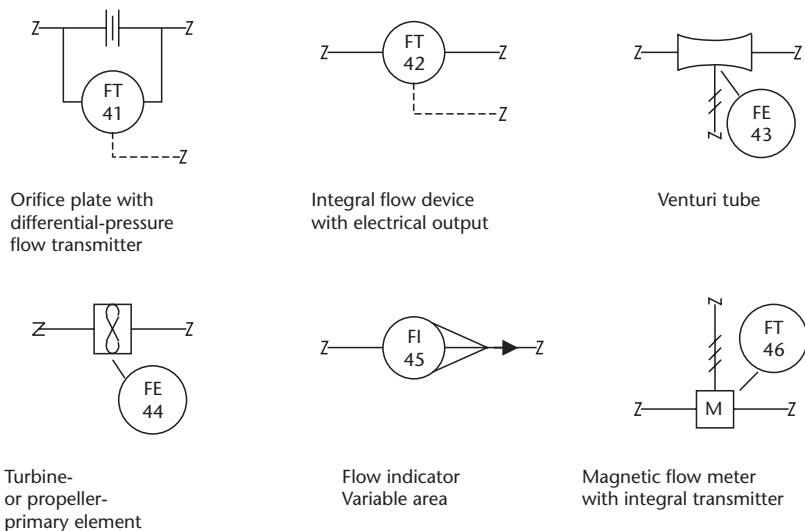 FT
41
Orifice plate with
differential-pressure
flow transmitter
FT
42
Integral flow device
with electrical output
FE
43
Venturi tube
FE
44
Turbine-
or propeller-
primary element
FI
45
Flow indicator
Variable area
FT
46
M
Magnetic flow meter
with integral transmitter